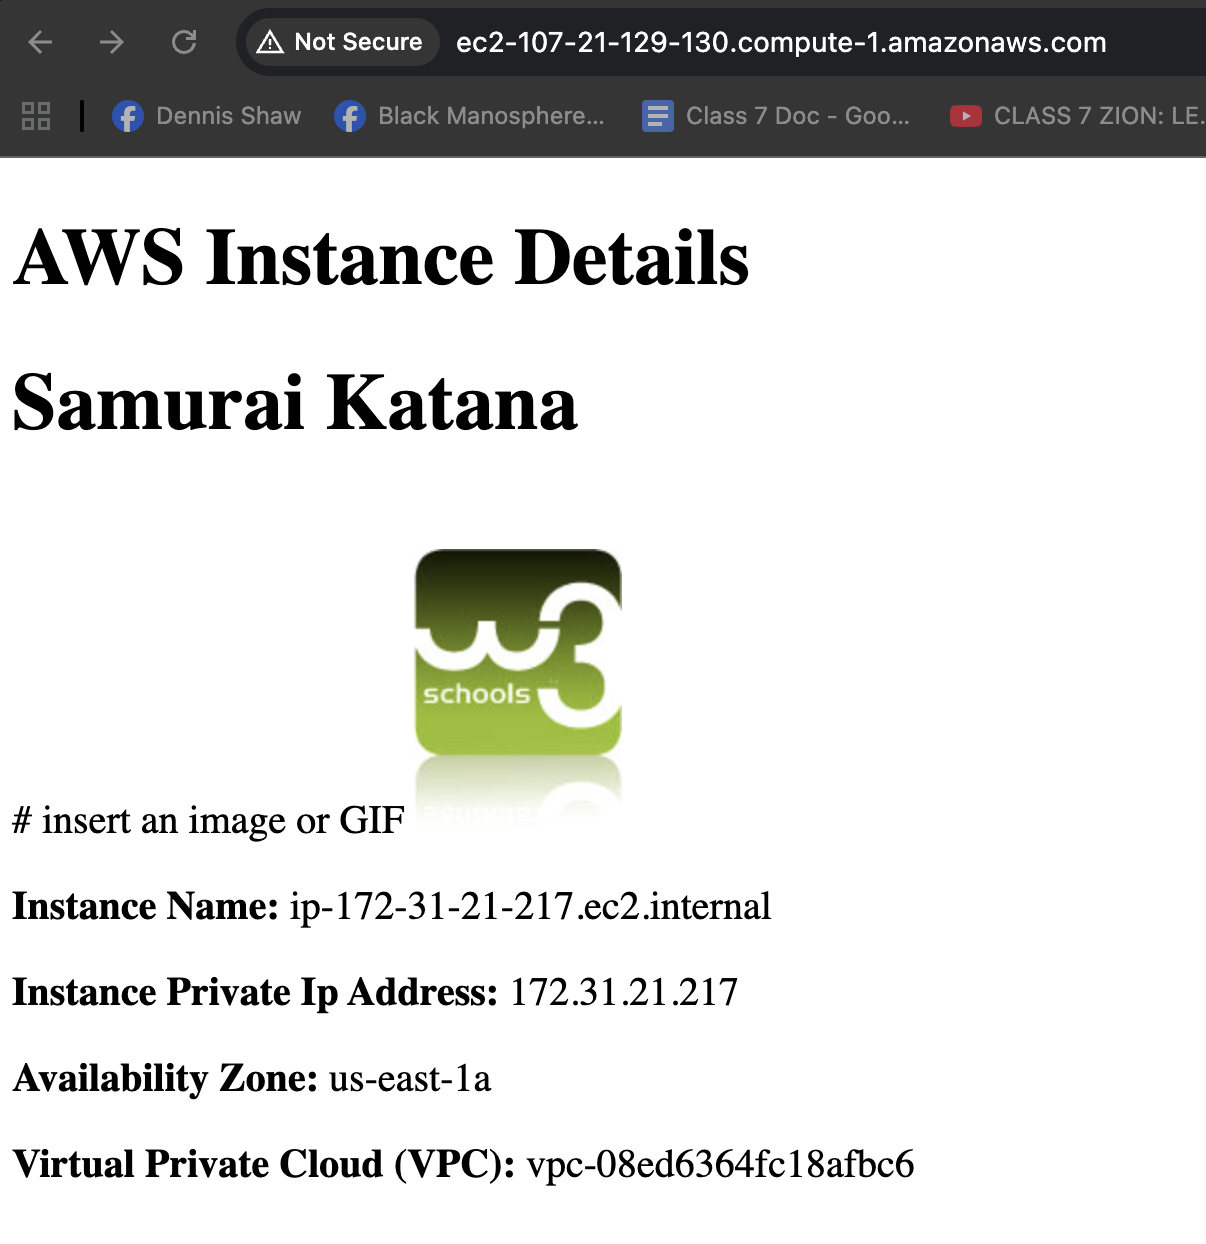 Not Secure ec2-107-21-129-130.compute-1.amazonaws.com
Dennis Shaw Black Manosphere... Class 7 Doc - Goo... CLASS 7 ZION: LE.
AWS Instance Details
Samurai Katana
w3
schools
# insert an image or GIF
Instance Name: ip-172-31-21-217.ec2.internal
Instance Private Ip Address: 172.31.21.217
Availability Zone: us-east-1a
Virtual Private Cloud (VPC): vpc-08ed6364fc18afbc6